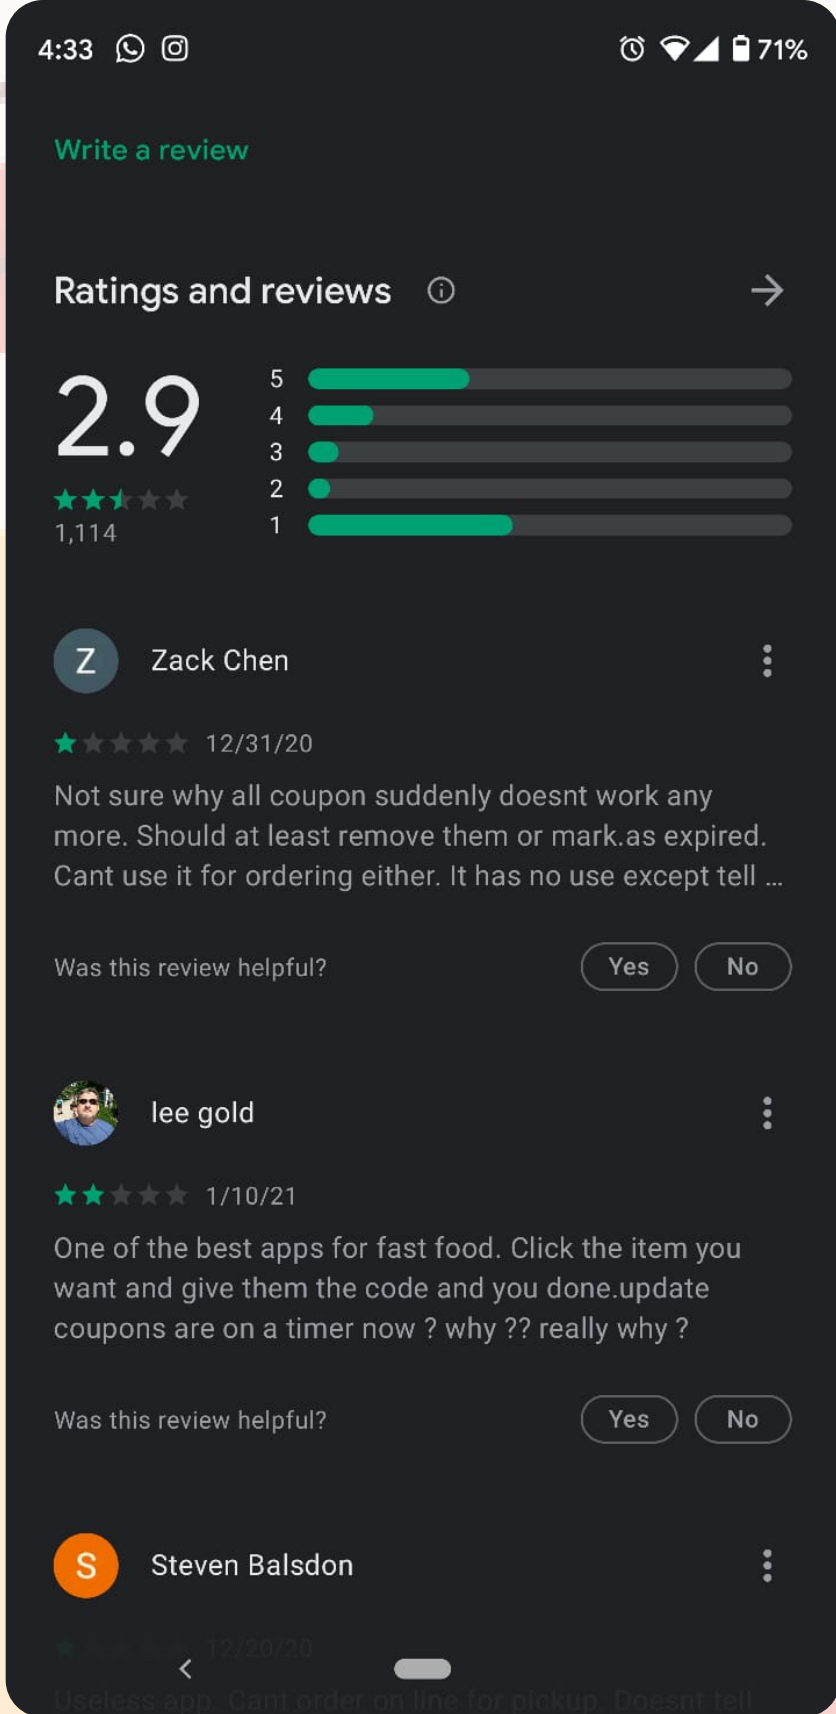 4:33 71%
Write a review
Ratings and reviews
2.9
1,114
5
4
3
2
1
Z Zack Chen
12/31/20
Not sure why all coupon suddenly doesnt work any
more. Should at least remove them or mark.as expired.
Cant use it for ordering either. It has no use except tell ...
Was this review helpful? Yes No
lee gold
1/10/21
One of the best apps for fast food. Click the item you
want and give them the code and you done.update
coupons are on a timer now ? why ?? really why ?
Was this review helpful? Yes No
S Steven Balsdon
12/20/20
Useless app. Cant order on line for pickup. Doesnt tell